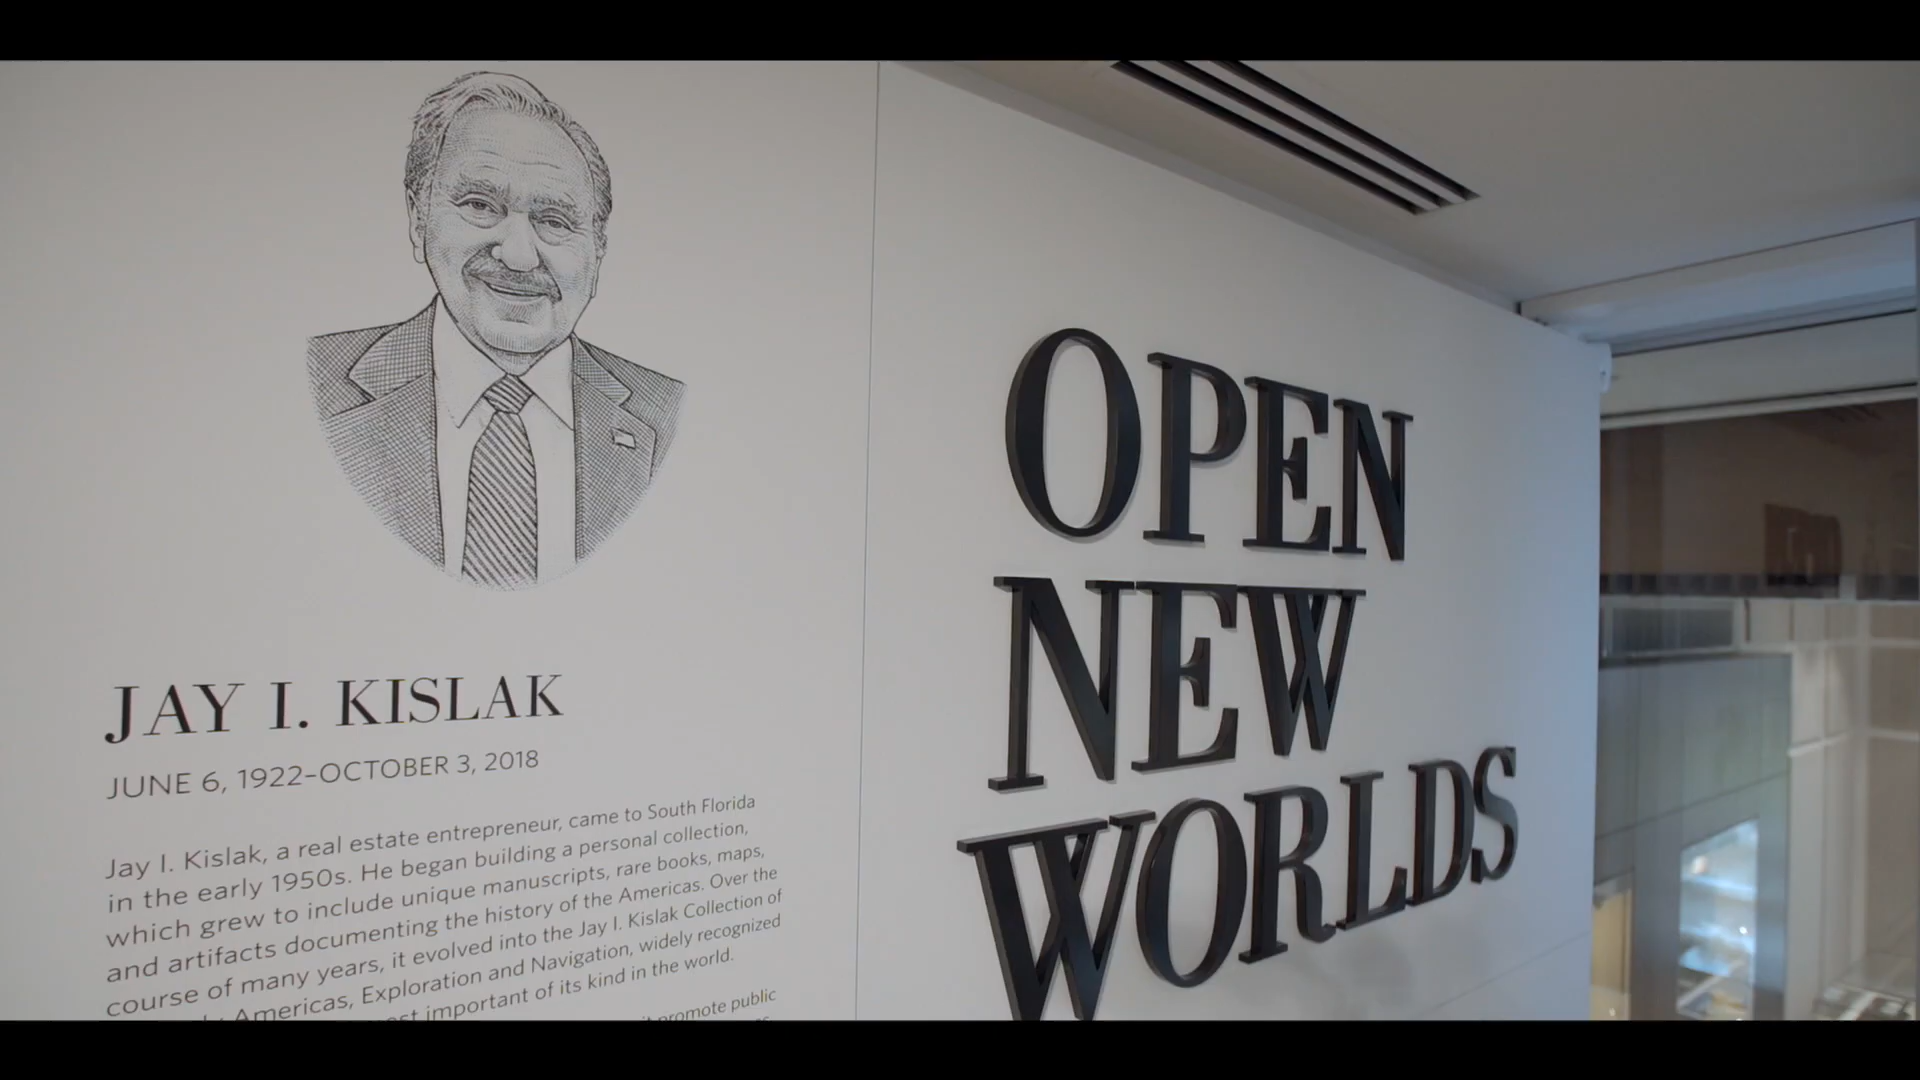 JAY I. KISLAK
JUNE 6, 1922–OCTOBER 3, 2018
Jay I. Kislak, a real estate entrepreneur, came to South Florida
in the early 1950s. He began building a personal collection,
which grew to include unique manuscripts, rare books, maps,
and artifacts documenting the history of the Americas. Over the
course of many years, it evolved into the Jay I. Kislak Collection of
Americas, Exploration and Navigation, widely recognized
important of its kind in the world.
promote public
OPEN
NEW
WORLDS